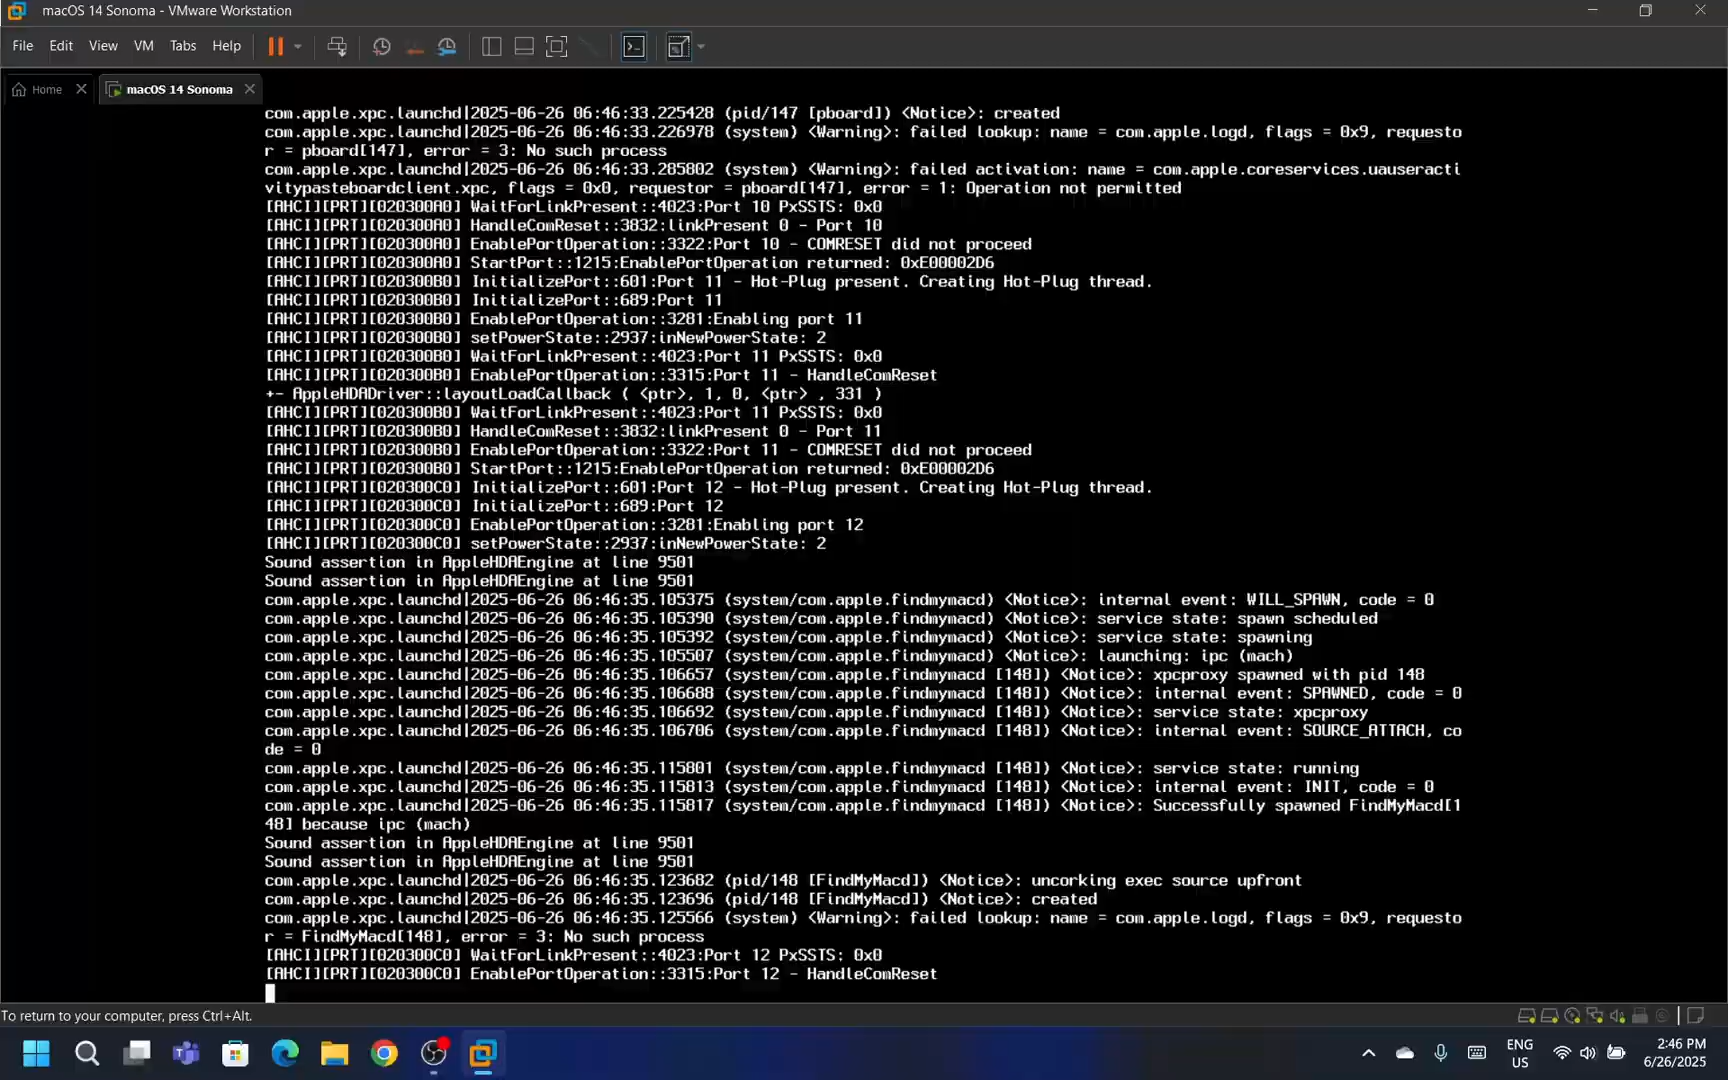 macOS 14 Sonoma - VMware Workstation
File Edit View VM Tabs Help
Home macOS 14 Sonoma
com.apple.xpc.launchd|2025-06-26 06:46:33.225428 (pid/147 [pboard]) <Notice>: created
com.apple.xpc.launchd|2025-06-26 06:46:33.226978 (system) <Warning>: failed lookup: name = com.apple.logd, flags = 0x9, requesto
r = pboard[147], error = 3: No such process
com.apple.xpc.launchd|2025-06-26 06:46:33.285802 (system) <Warning>: failed activation: name = com.apple.coreservices.uauseracti
vitypasteboardclient.xpc, flags = 0x0, requestor = pboard[147], error = 1: Operation not permitted
[AHCI][PRT][020300A0] WaitForLinkPresent::4023:Port 10 PxSSTS: 0x0
[AHCI][PRT][020300A0] HandleComReset::3832:linkPresent 0 - Port 10
[AHCI][PRT][020300A0] EnablePortOperation::3322:Port 10 - COMRESET did not proceed
[AHCI][PRT][020300A0] StartPort::1215:EnablePortOperation returned: 0xE00002D6
[AHCI][PRT][020300B0] InitializePort::601:Port 11 - Hot-Plug present. Creating Hot-Plug thread.
[AHCI][PRT][020300B0] InitializePort::689:Port 11
[AHCI][PRT][020300B0] EnablePortOperation::3281:Enabling port 11
[AHCI][PRT][020300B0] setPowerState::2937:inNewPowerState: 2
[AHCI][PRT][020300B0] WaitForLinkPresent::4023:Port 11 PxSSTS: 0x0
[AHCI][PRT][020300B0] EnablePortOperation::3315:Port 11 - HandleComReset
+- AppleHDADriver::layoutLoadCallback ( <ptr>, 1, 0, <ptr> , 331 )
[AHCI][PRT][020300B0] WaitForLinkPresent::4023:Port 11 PxSSTS: 0x0
[AHCI][PRT][020300B0] HandleComReset::3832:linkPresent 0 - Port 11
[AHCI][PRT][020300B0] EnablePortOperation::3322:Port 11 - COMRESET did not proceed
[AHCI][PRT][020300B0] StartPort::1215:EnablePortOperation returned: 0xE00002D6
[AHCI][PRT][020300C0] InitializePort::601:Port 12 - Hot-Plug present. Creating Hot-Plug thread.
[AHCI][PRT][020300C0] InitializePort::689:Port 12
[AHCI][PRT][020300C0] EnablePortOperation::3281:Enabling port 12
[AHCI][PRT][020300C0] setPowerState::2937:inNewPowerState: 2
Sound assertion in AppleHDAEngine at line 9501
Sound assertion in AppleHDAEngine at line 9501
com.apple.xpc.launchd|2025-06-26 06:46:35.105375 (system/com.apple.findmymacd) <Notice>: internal event: WILL_SPAWN, code = 0
com.apple.xpc.launchd|2025-06-26 06:46:35.105390 (system/com.apple.findmymacd) <Notice>: service state: spawn scheduled
com.apple.xpc.launchd|2025-06-26 06:46:35.105392 (system/com.apple.findmymacd) <Notice>: service state: spawning
com.apple.xpc.launchd|2025-06-26 06:46:35.105507 (system/com.apple.findmymacd) <Notice>: launching: ipc (mach)
com.apple.xpc.launchd|2025-06-26 06:46:35.106657 (system/com.apple.findmymacd [148]) <Notice>: xpcproxy spawned with pid 148
com.apple.xpc.launchd|2025-06-26 06:46:35.106688 (system/com.apple.findmymacd [148]) <Notice>: internal event: SPAWNED, code = 0
com.apple.xpc.launchd|2025-06-26 06:46:35.106692 (system/com.apple.findmymacd [148]) <Notice>: service state: xpcproxy
com.apple.xpc.launchd|2025-06-26 06:46:35.106706 (system/com.apple.findmymacd [148]) <Notice>: internal event: SOURCE_ATTACH, co
de = 0
com.apple.xpc.launchd|2025-06-26 06:46:35.115801 (system/com.apple.findmymacd [148]) <Notice>: service state: running
com.apple.xpc.launchd|2025-06-26 06:46:35.115813 (system/com.apple.findmymacd [148]) <Notice>: internal event: INIT, code = 0
com.apple.xpc.launchd|2025-06-26 06:46:35.115817 (system/com.apple.findmymacd [148]) <Notice>: Successfully spawned FindMyMacd[1
48] because ipc (mach)
Sound assertion in AppleHDAEngine at line 9501
Sound assertion in AppleHDAEngine at line 9501
com.apple.xpc.launchd|2025-06-26 06:46:35.123682 (pid/148 [FindMyMacd]) <Notice>: uncorking exec source upfront
com.apple.xpc.launchd|2025-06-26 06:46:35.123696 (pid/148 [FindMyMacd]) <Notice>: created
com.apple.xpc.launchd|2025-06-26 06:46:35.125566 (system) <Warning>: failed lookup: name = com.apple.logd, flags = 0x9, requesto
r = FindMyMacd[148], error = 3: No such process
[AHCI][PRT][020300C0] WaitForLinkPresent::4023:Port 12 PxSSTS: 0x0
[AHCI][PRT][020300C0] EnablePortOperation::3315:Port 12 - HandleComReset
To return to your computer, press Ctrl+Alt.
ENG
US
2:46 PM
6/26/2025